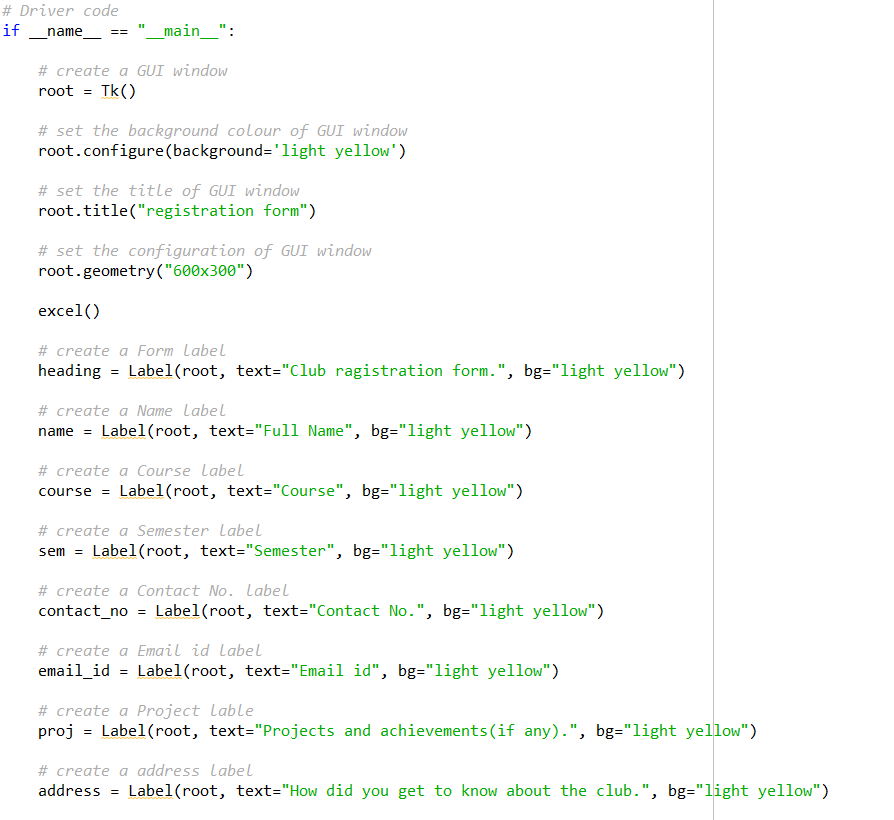 # Driver code
if __name__ == "__main__":
# create a GUI window
root = Tk()
# set the background colour of GUI window
root.configure(background='light yellow')
# set the title of GUI window
root.title("registration form")
# set the configuration of GUI window
root.geometry("600x300")
excel()
# create a Form label
heading = Label(root, text="Club ragistration form.", bg="light yellow")
# create a Name label
name = Label(root, text="Full Name", bg="light yellow")
# create a Course label
course = Label(root, text="Course", bg="light yellow")
# create a Semester label
sem = Label(root, text="Semester", bg="light yellow")
# create a Contact No. label
contact_no = Label(root, text="Contact No.", bg="light yellow")
# create a Email id label
email_id = Label(root, text="Email id", bg="light yellow")
# create a Project lable
proj = Label(root, text="Projects and achievements(if any).", bg="light yellow")
# create a address label
address = Label(root, text="How did you get to know about the club.", bg="light yellow")